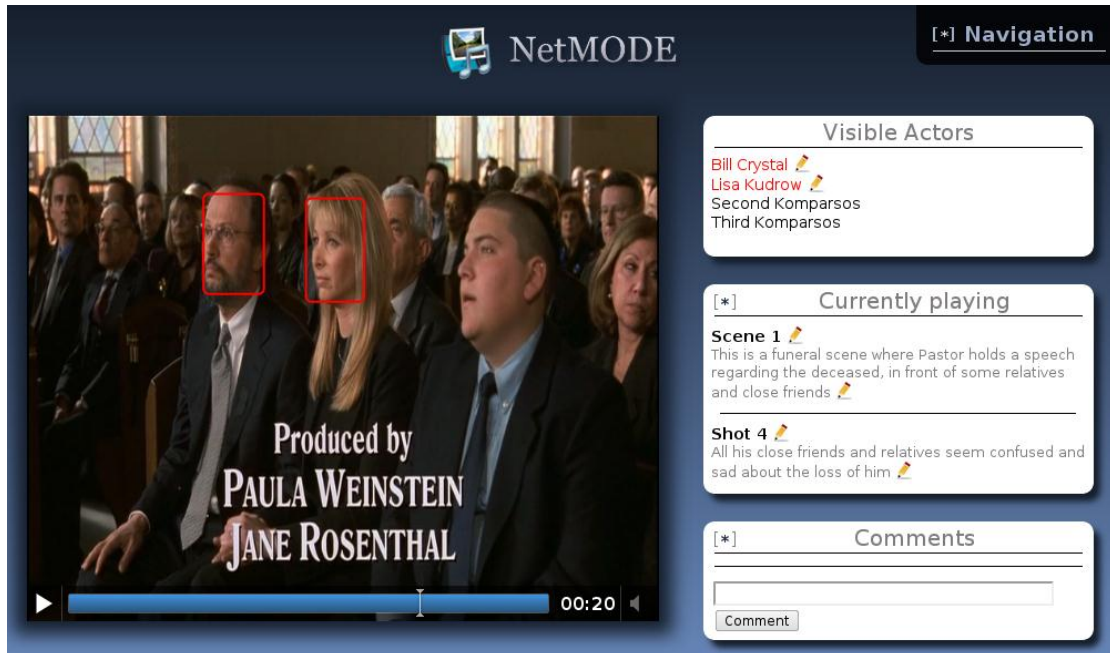 NetMODE
[*] Navigation
Produced by
PAULA WEINSTEIN
JANE ROSENTHAL
00:20
Visible Actors
Bill Crystal
Lisa Kudrow
Second Komparsos
Third Komparsos
[*] Currently playing
Scene 1
This is a funeral scene where Pastor holds a speech
regarding the deceased, in front of some relatives
and close friends
Shot 4
All his close friends and relatives seem confused and
sad about the loss of him
[*] Comments
Comment